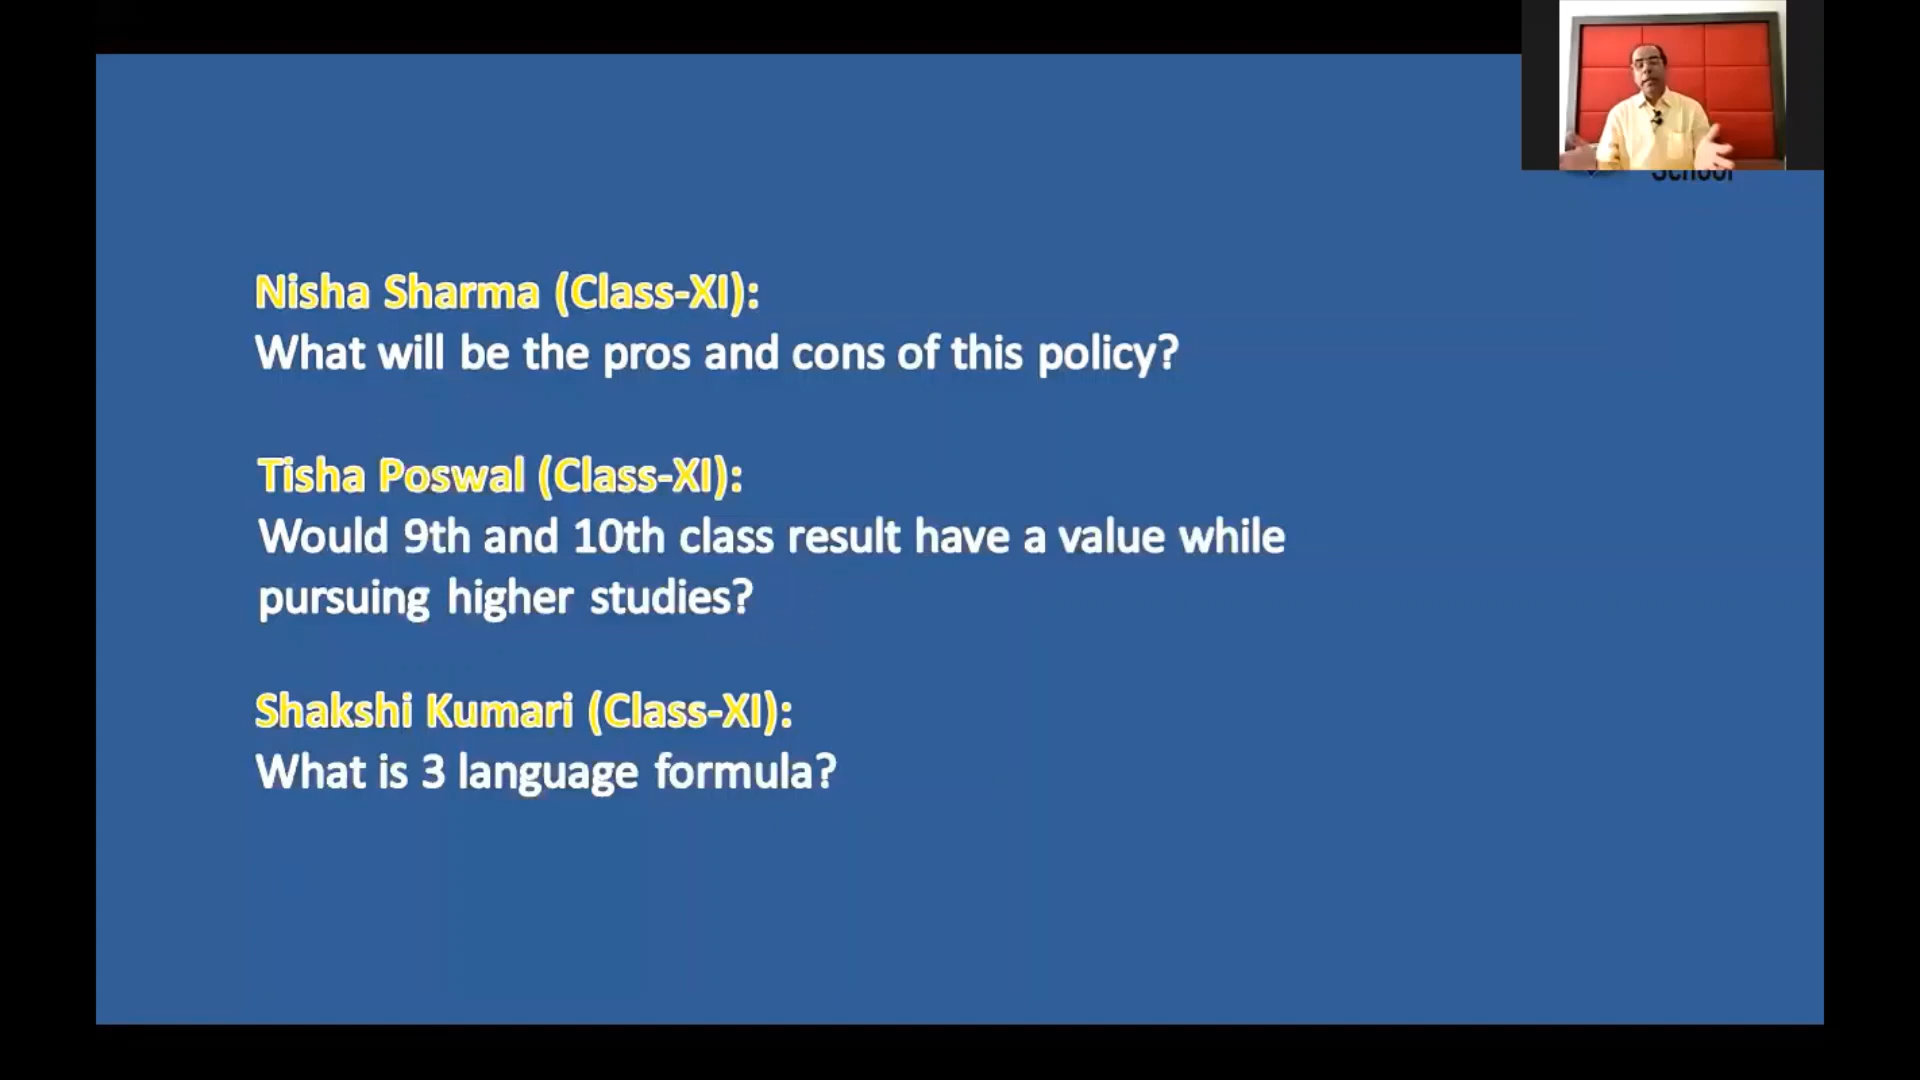 School
Nisha Sharma (Class-XI):
What will be the pros and cons of this policy?
Tisha Poswal (Class-XI):
Would 9th and 10th class result have a value while
pursuing higher studies?
Shakshi Kumari (Class-XI):
What is 3 language formula?